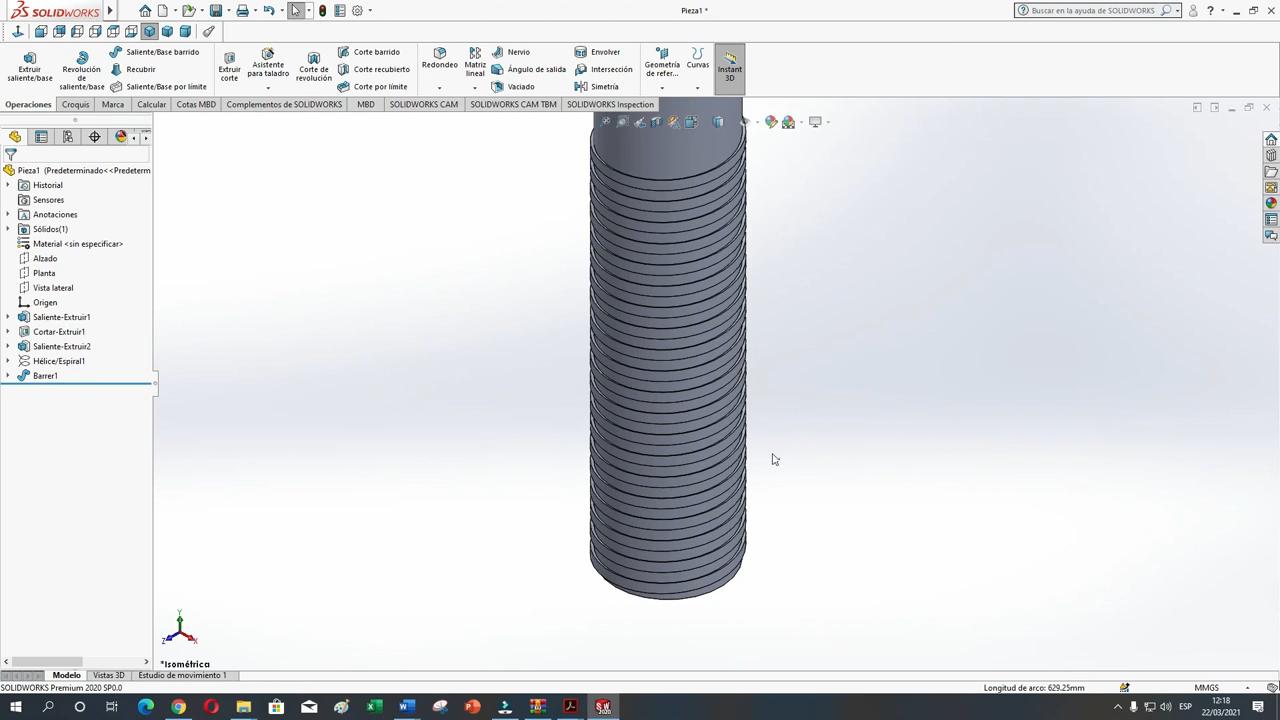 SOLIDWORKS
Pieza1 *
Buscar en la ayuda de SOLIDWORKS
Extruir saliente/base
Revolución de saliente/base
Saliente/Base barrido
Recubrir
Saliente/Base por límite
Extruir corte
Asistente para taladro
Corte de revolución
Corte barrido
Corte recubierto
Corte por límite
Redondeo
Matriz lineal
Nervio
Ángulo de salida
Vaciado
Envolver
Intersección
Simetría
Geometría de refer...
Curvas
Instant 3D
Operaciones
Croquis
Marca
Calcular
Cotas MBD
Complementos de SOLIDWORKS
MBD
SOLIDWORKS CAM
SOLIDWORKS CAM TBM
SOLIDWORKS Inspection
Pieza1 (Predeterminado<<Predeterm
Historial
Sensores
Anotaciones
Sólidos(1)
Material <sin especificar>
Alzado
Planta
Vista lateral
Origen
Saliente-Extruir1
Cortar-Extruir1
Saliente-Extruir2
Hélice/Espiral1
Barrer1
Y
Z
X
*Isométrica
Modelo
Vistas 3D
Estudio de movimiento 1
SOLIDWORKS Premium 2020 SP0.0
Longitud de arco: 629.25mm
MMGS
ESP
12:18
22/03/2021